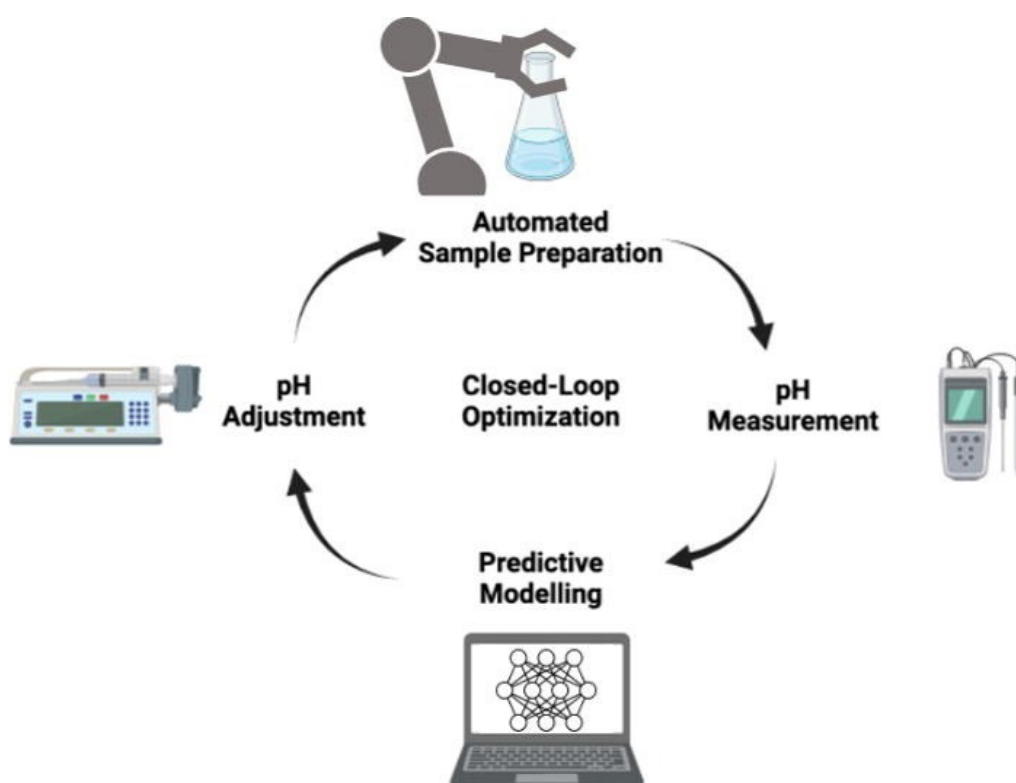 Automated
Sample Preparation
pH
Adjustment
Closed-Loop
Optimization
pH
Measurement
Predictive
Modelling